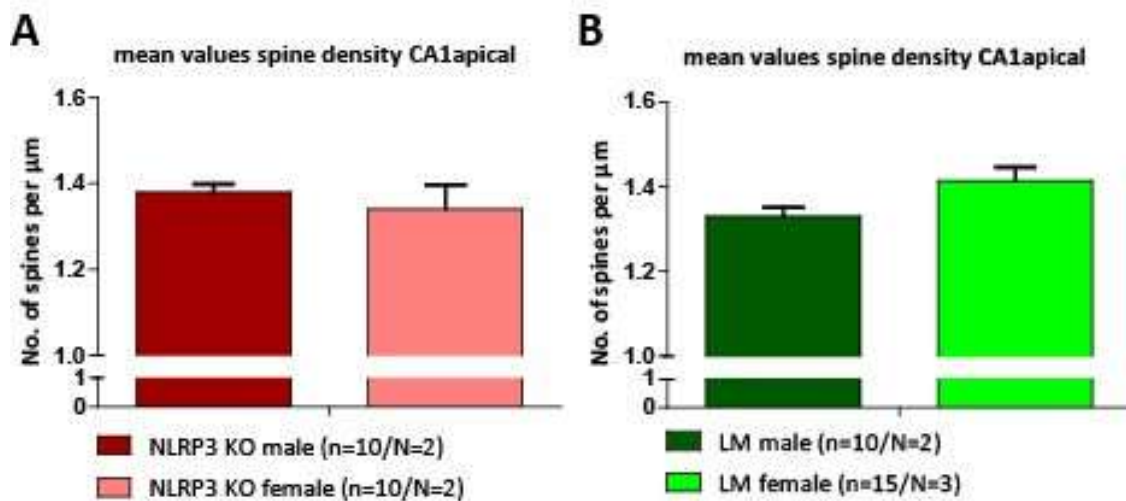 A
mean values spine density CA1apical
No. of spines per µm
1.6
1.4
1.2
1.0
1
0
NLRP3 KO male (n=10/N=2)
NLRP3 KO female (n=10/N=2)
B
mean values spine density CA1apical
No. of spines per µm
1.6
1.4
1.2
1.0
1
0
LM male (n=10/N=2)
LM female (n=15/N=3)